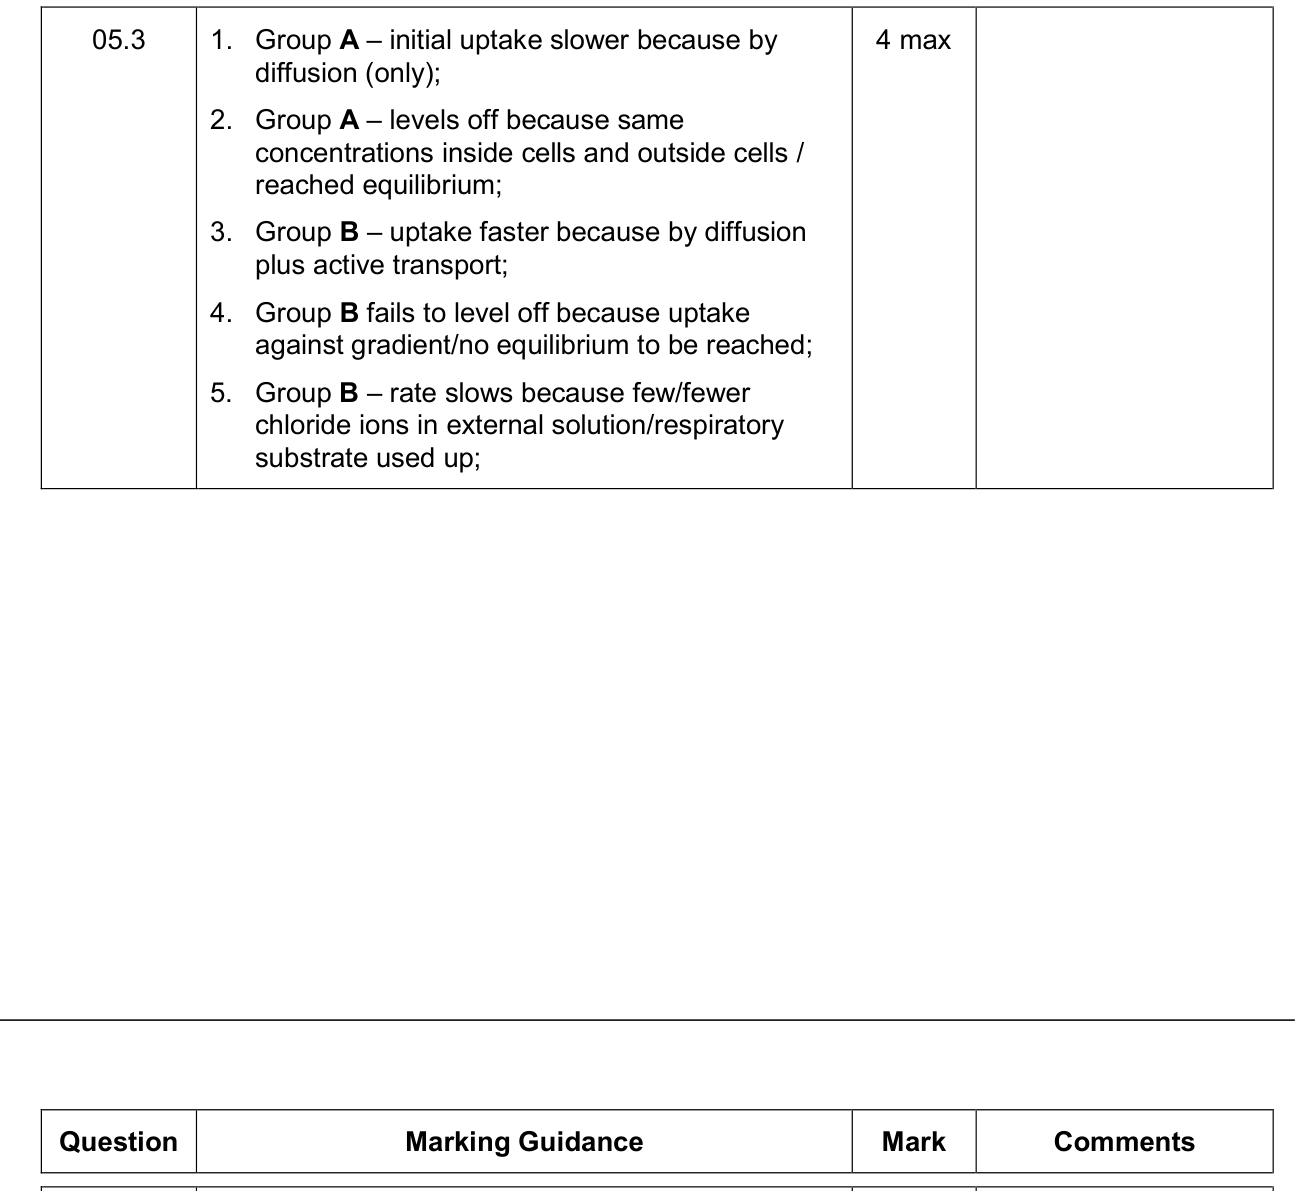 05.3
1. Group A – initial uptake slower because by
diffusion (only);
2. Group A – levels off because same
concentrations inside cells and outside cells /
reached equilibrium;
3. Group B – uptake faster because by diffusion
plus active transport;
4. Group B fails to level off because uptake
against gradient/no equilibrium to be reached;
5. Group B – rate slows because few/fewer
chloride ions in external solution/respiratory
substrate used up;
4 max
Question Marking Guidance Mark Comments